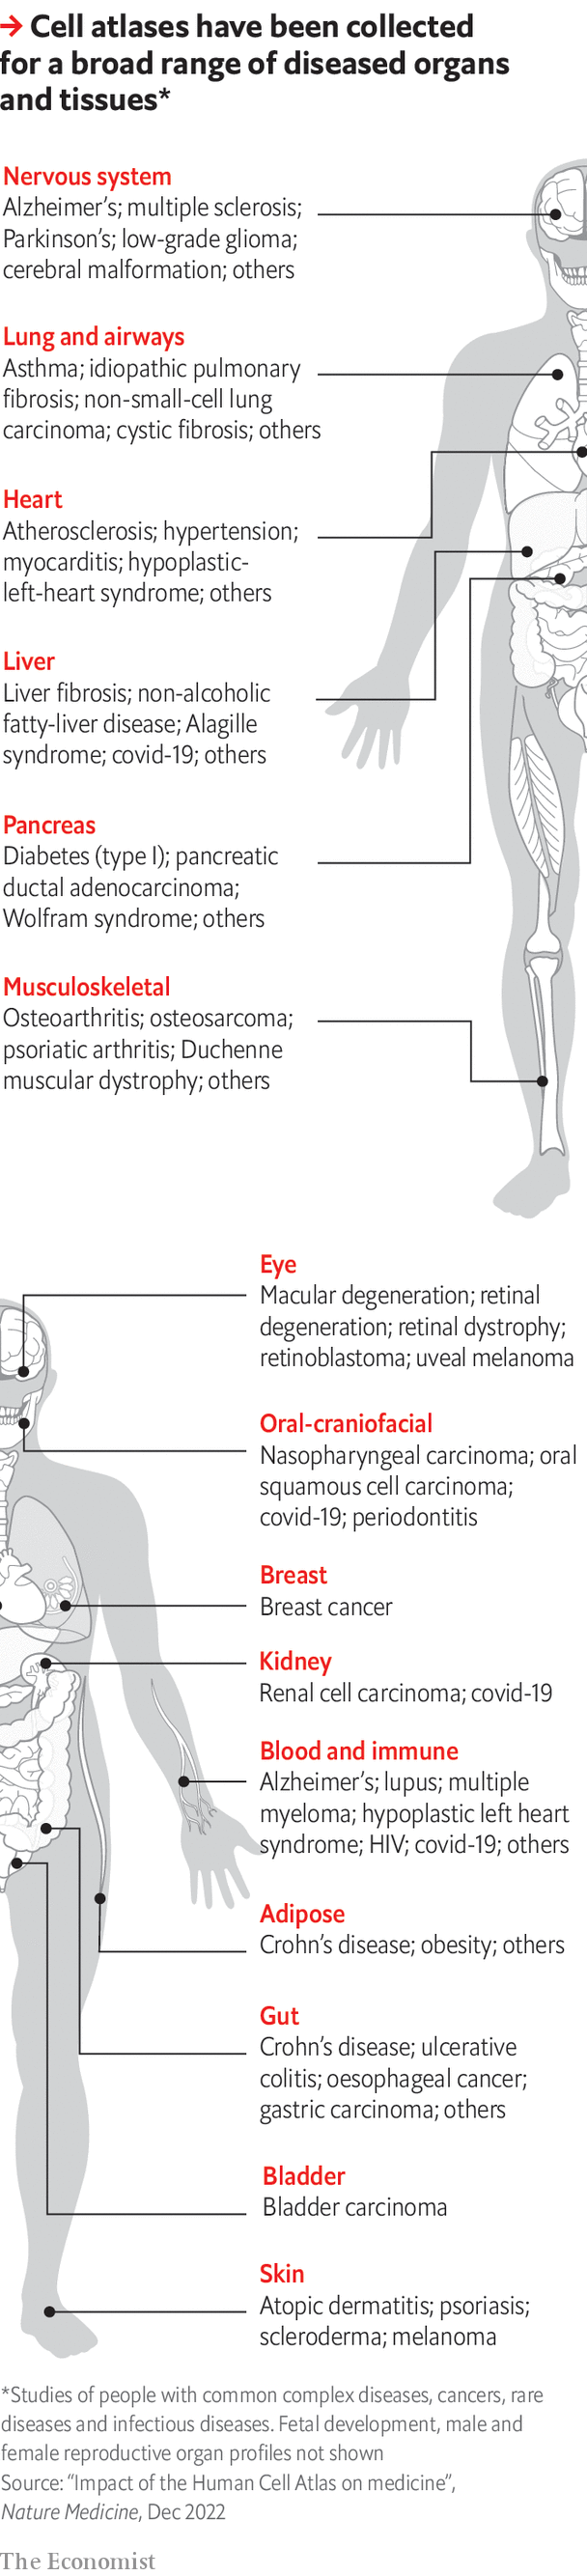 → Cell atlases have been collected
for a broad range of diseased organs
and tissues*
Nervous system
Alzheimer’s; multiple sclerosis;
Parkinson’s; low-grade glioma;
cerebral malformation; others
Lung and airways
Asthma; idiopathic pulmonary
fibrosis; non-small-cell lung
carcinoma; cystic fibrosis; others
Heart
Atherosclerosis; hypertension;
myocarditis; hypoplastic-
left-heart syndrome; others
Liver
Liver fibrosis; non-alcoholic
fatty-liver disease; Alagille
syndrome; covid-19; others
Pancreas
Diabetes (type I); pancreatic
ductal adenocarcinoma;
Wolfram syndrome; others
Musculoskeletal
Osteoarthritis; osteosarcoma;
psoriatic arthritis; Duchenne
muscular dystrophy; others
Eye
Macular degeneration; retinal
degeneration; retinal dystrophy;
retinoblastoma; uveal melanoma
Oral-craniofacial
Nasopharyngeal carcinoma; oral
squamous cell carcinoma;
covid-19; periodontitis
Breast
Breast cancer
Kidney
Renal cell carcinoma; covid-19
Blood and immune
Alzheimer’s; lupus; multiple
myeloma; hypoplastic left heart
syndrome; HIV; covid-19; others
Adipose
Crohn’s disease; obesity; others
Gut
Crohn’s disease; ulcerative
colitis; oesophageal cancer;
gastric carcinoma; others
Bladder
Bladder carcinoma
Skin
Atopic dermatitis; psoriasis;
scleroderma; melanoma
*Studies of people with common complex diseases, cancers, rare
diseases and infectious diseases. Fetal development, male and
female reproductive organ profiles not shown
Source: “Impact of the Human Cell Atlas on medicine”,
Nature Medicine, Dec 2022
The Economist